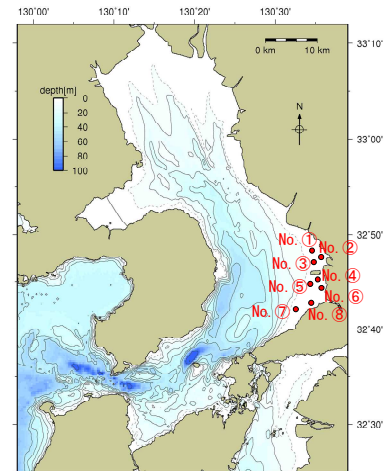 130°00' 130°10' 130°20' 130°30'
33°10'
0 km 10 km
depth[m]
0
20
40
60
80
100
N
33°00'
32°50'
No. ①
No. ②
No. ③
No. ④
No. ⑤
No. ⑥
No. ⑦
No. ⑧
32°40'
32°30'